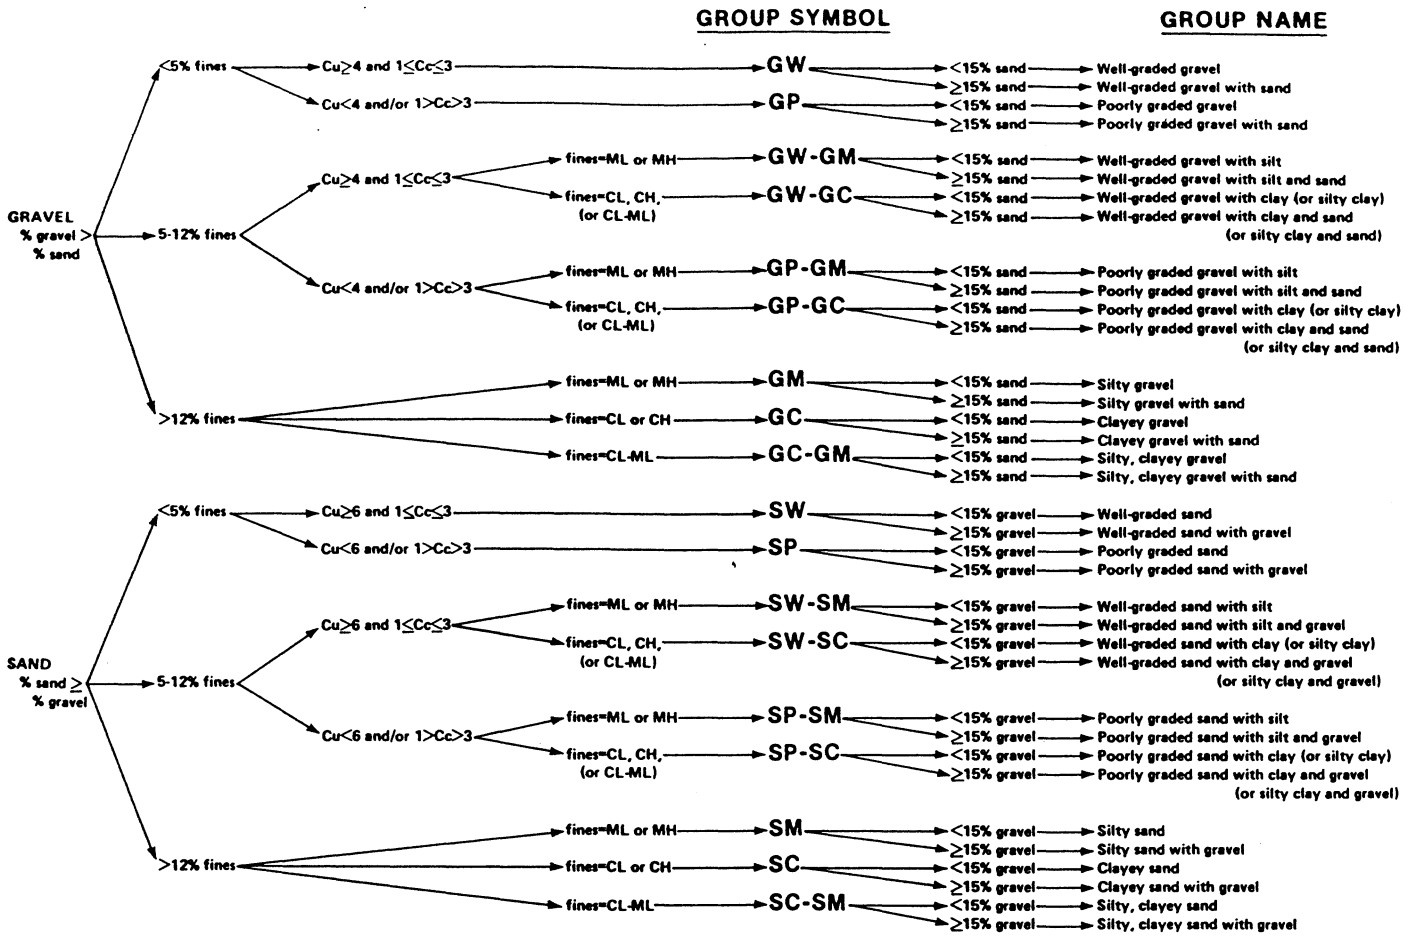 GROUP SYMBOL GROUP NAME
<5% fines Cu≥4 and 1≤Cc≤3 GW <15% sand Well-graded gravel
≥15% sand Well-graded gravel with sand
Cu<4 and/or 1>Cc>3 GP <15% sand Poorly graded gravel
≥15% sand Poorly graded gravel with sand
fines=ML or MH GW-GM <15% sand Well-graded gravel with silt
Cu≥4 and 1≤Cc≤3 ≥15% sand Well-graded gravel with silt and sand
fines=CL, CH, GW-GC <15% sand Well-graded gravel with clay (or silty clay)
(or CL-ML) ≥15% sand Well-graded gravel with clay and sand
GRAVEL
% gravel > 5-12% fines (or silty clay and sand)
% sand
fines=ML or MH GP-GM <15% sand Poorly graded gravel with silt
Cu<4 and/or 1>Cc>3 ≥15% sand Poorly graded gravel with silt and sand
fines=CL, CH, GP-GC <15% sand Poorly graded gravel with clay (or silty clay)
(or CL-ML) ≥15% sand Poorly graded gravel with clay and sand
(or silty clay and sand)
fines=ML or MH GM <15% sand Silty gravel
≥15% sand Silty gravel with sand
>12% fines fines=CL or CH GC <15% sand Clayey gravel
≥15% sand Clayey gravel with sand
fines=CL-ML GC-GM <15% sand Silty, clayey gravel
≥15% sand Silty, clayey gravel with sand
<5% fines Cu≥6 and 1≤Cc≤3 SW <15% gravel Well-graded sand
≥15% gravel Well-graded sand with gravel
Cu<6 and/or 1>Cc>3 SP <15% gravel Poorly graded sand
≥15% gravel Poorly graded sand with gravel
fines=ML or MH SW-SM <15% gravel Well-graded sand with silt
Cu≥6 and 1≤Cc≤3 ≥15% gravel Well-graded sand with silt and gravel
fines=CL, CH, SW-SC <15% gravel Well-graded sand with clay (or silty clay)
(or CL-ML) ≥15% gravel Well-graded sand with clay and gravel
SAND
% sand ≥ 5-12% fines (or silty clay and gravel)
% gravel
fines=ML or MH SP-SM <15% gravel Poorly graded sand with silt
Cu<6 and/or 1>Cc>3 ≥15% gravel Poorly graded sand with silt and gravel
fines=CL, CH, SP-SC <15% gravel Poorly graded sand with clay (or silty clay)
(or CL-ML) ≥15% gravel Poorly graded sand with clay and gravel
(or silty clay and gravel)
fines=ML or MH SM <15% gravel Silty sand
≥15% gravel Silty sand with gravel
>12% fines fines=CL or CH SC <15% gravel Clayey sand
≥15% gravel Clayey sand with gravel
fines=CL-ML SC-SM <15% gravel Silty, clayey sand
≥15% gravel Silty, clayey sand with gravel